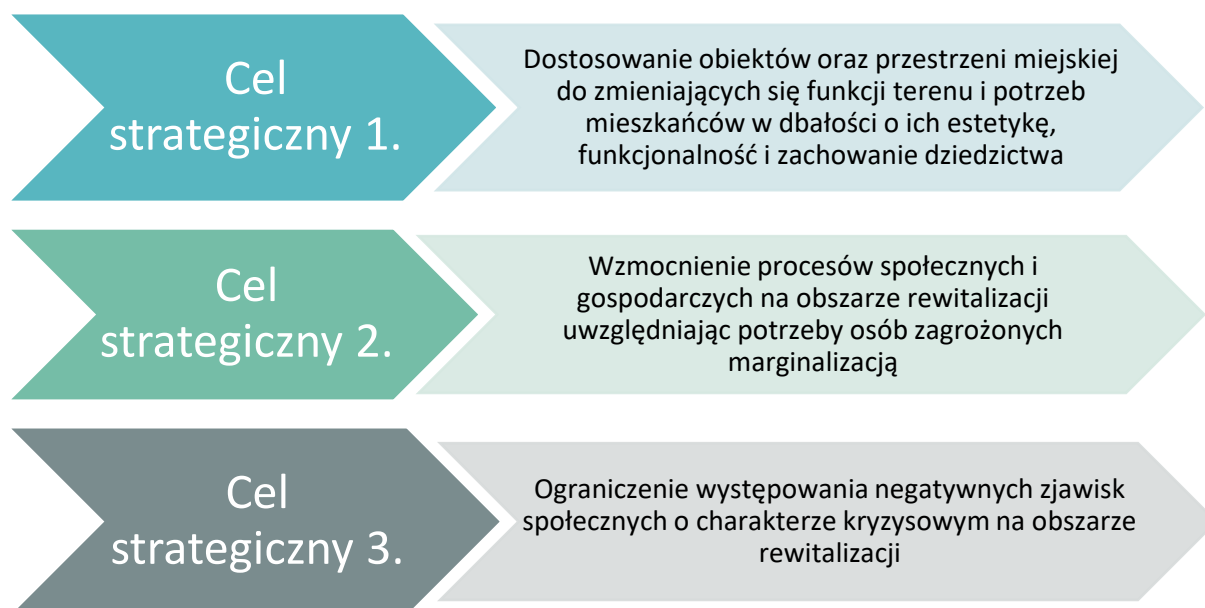 Cel
strategiczny 1.
Dostosowanie obiektów oraz przestrzeni miejskiej
do zmieniających się funkcji terenu i potrzeb
mieszkańców w dbałości o ich estetykę,
funkcjonalność i zachowanie dziedzictwa
Cel
strategiczny 2.
Wzmocnienie procesów społecznych i
gospodarczych na obszarze rewitalizacji
uwzględniając potrzeby osób zagrożonych
marginalizacją
Cel
strategiczny 3.
Ograniczenie występowania negatywnych zjawisk
społecznych o charakterze kryzysowym na obszarze
rewitalizacji